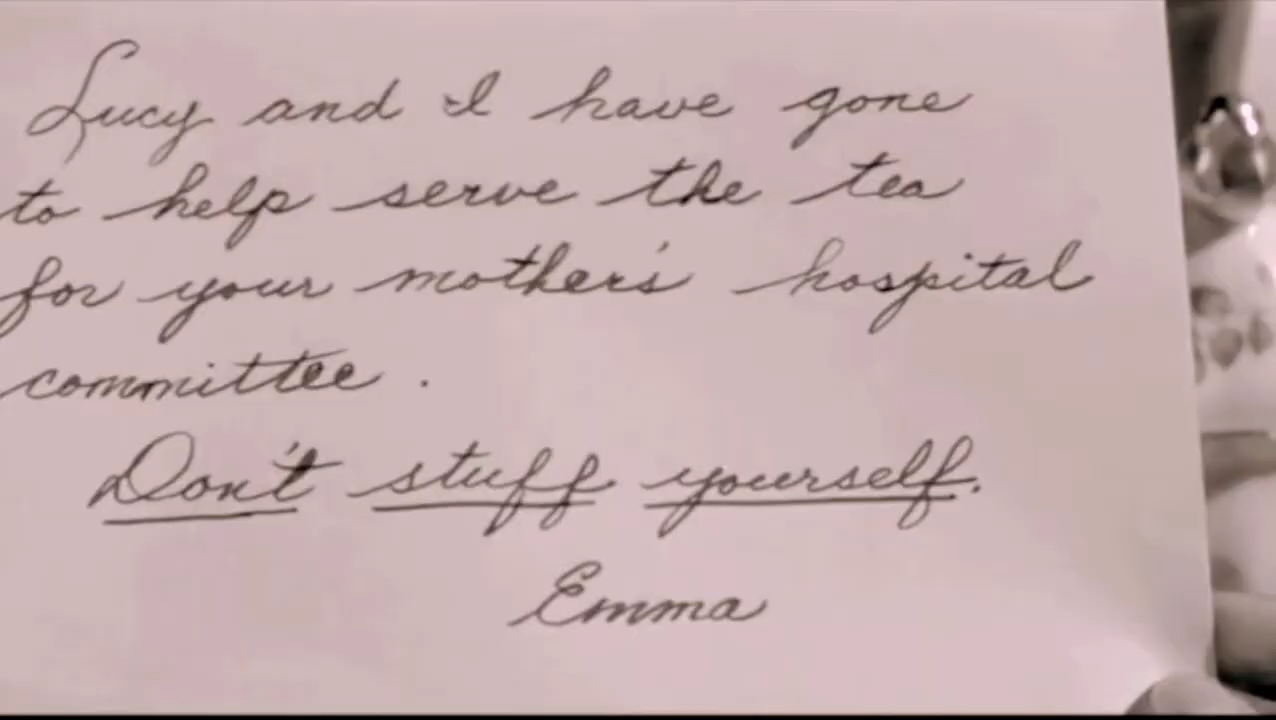 Lucy and I have gone
to help serve the tea
for your mother's hospital
committee.
Don't stuff yourself.
Emma